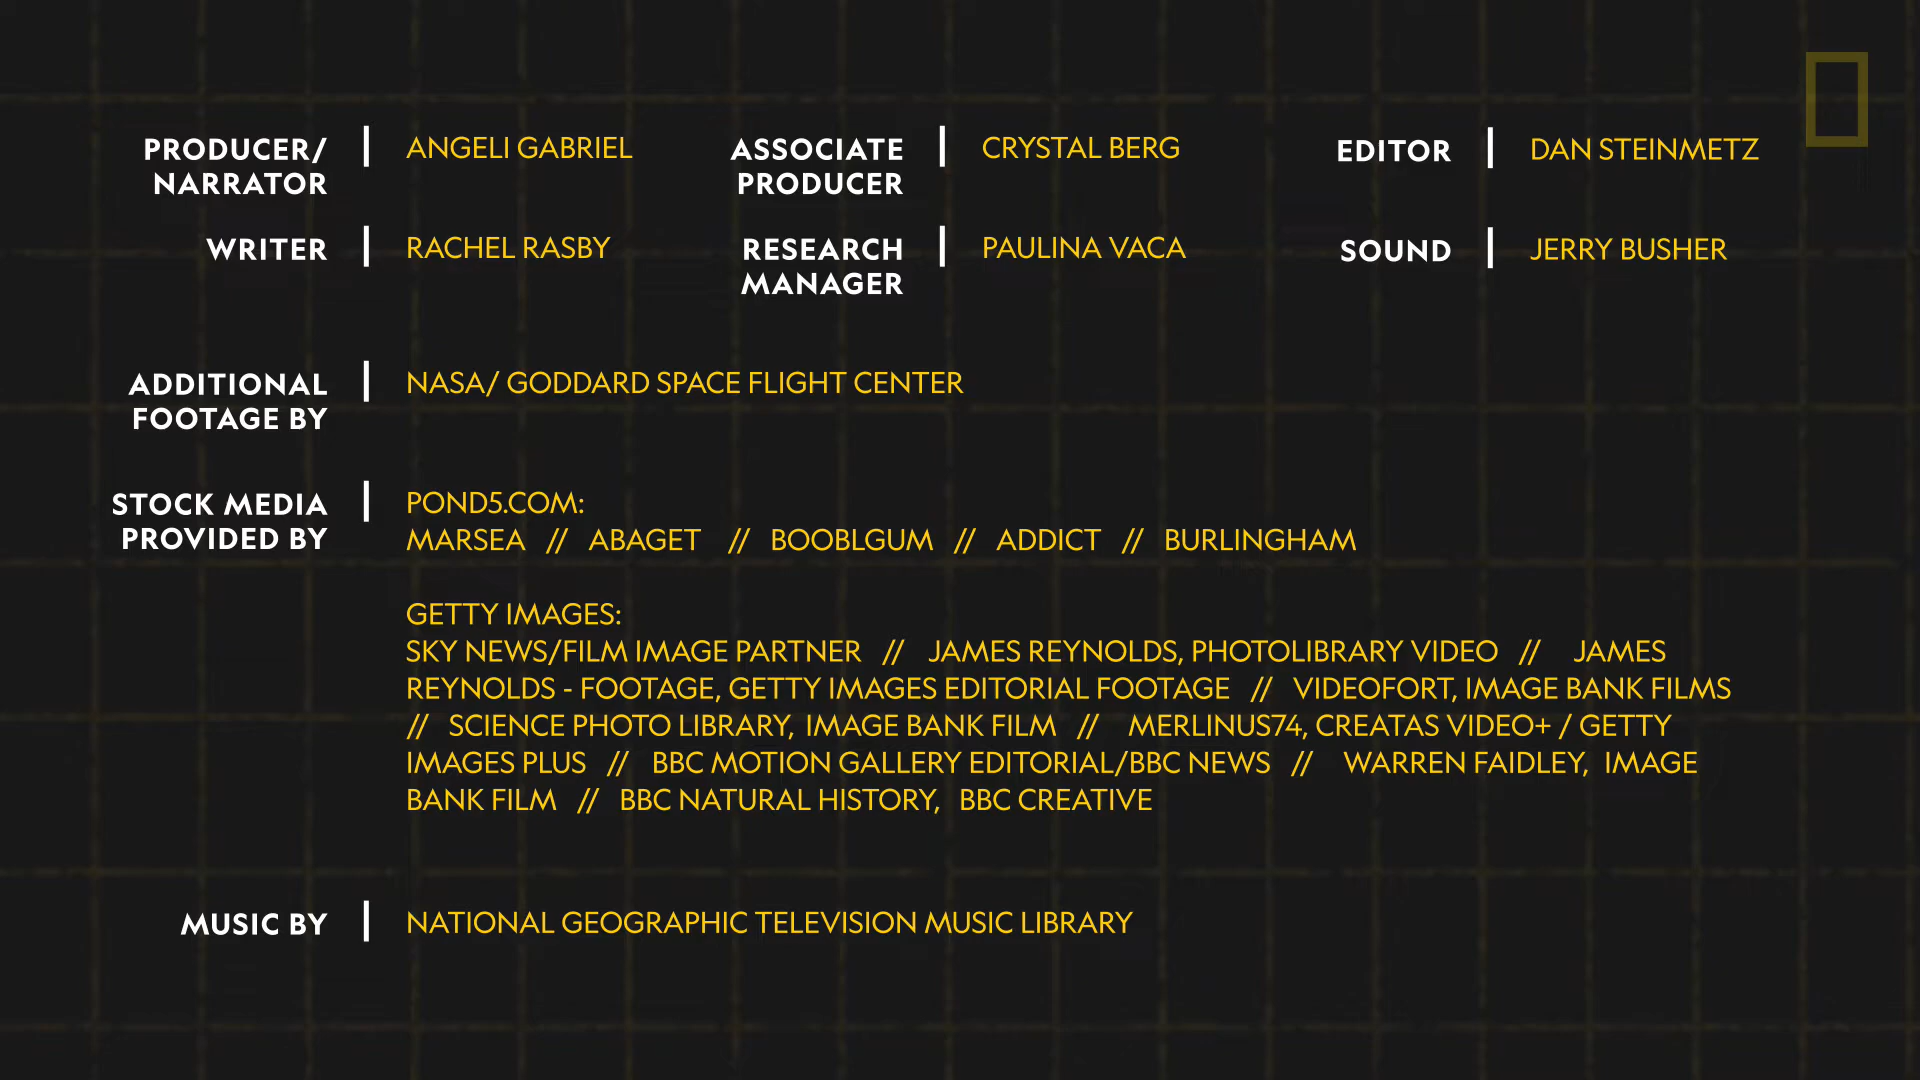 PRODUCER/ | ANGELI GABRIEL
NARRATOR
ASSOCIATE | CRYSTAL BERG
PRODUCER
EDITOR | DAN STEINMETZ
WRITER | RACHEL RASBY
RESEARCH | PAULINA VACA
MANAGER
SOUND | JERRY BUSHER
ADDITIONAL | NASA/ GODDARD SPACE FLIGHT CENTER
FOOTAGE BY
STOCK MEDIA | POND5.COM:
PROVIDED BY MARSEA // ABAGET // BOOBLGUM // ADDICT // BURLINGHAM
GETTY IMAGES:
SKY NEWS/FILM IMAGE PARTNER // JAMES REYNOLDS, PHOTOLIBRARY VIDEO // JAMES
REYNOLDS - FOOTAGE, GETTY IMAGES EDITORIAL FOOTAGE // VIDEOFORT, IMAGE BANK FILMS
// SCIENCE PHOTO LIBRARY, IMAGE BANK FILM // MERLINUS74, CREATAS VIDEO+ / GETTY
IMAGES PLUS // BBC MOTION GALLERY EDITORIAL/BBC NEWS // WARREN FAIDLEY, IMAGE
BANK FILM // BBC NATURAL HISTORY, BBC CREATIVE
MUSIC BY | NATIONAL GEOGRAPHIC TELEVISION MUSIC LIBRARY